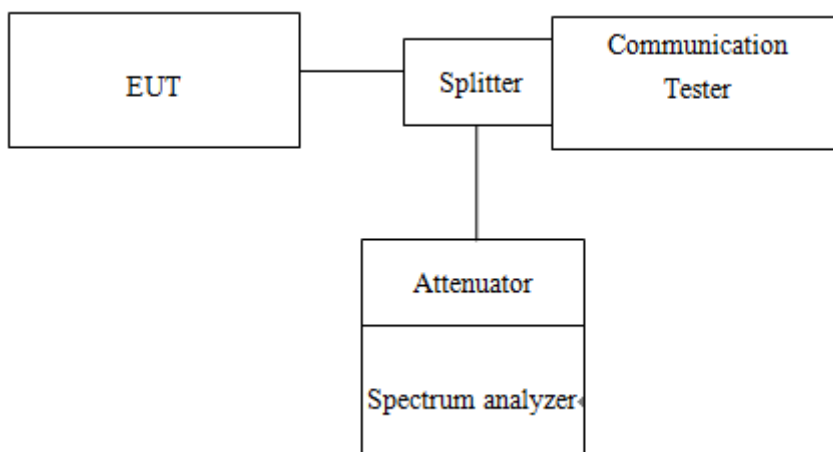 EUT
Splitter
Communication
Tester
Attenuator
Spectrum analyzer